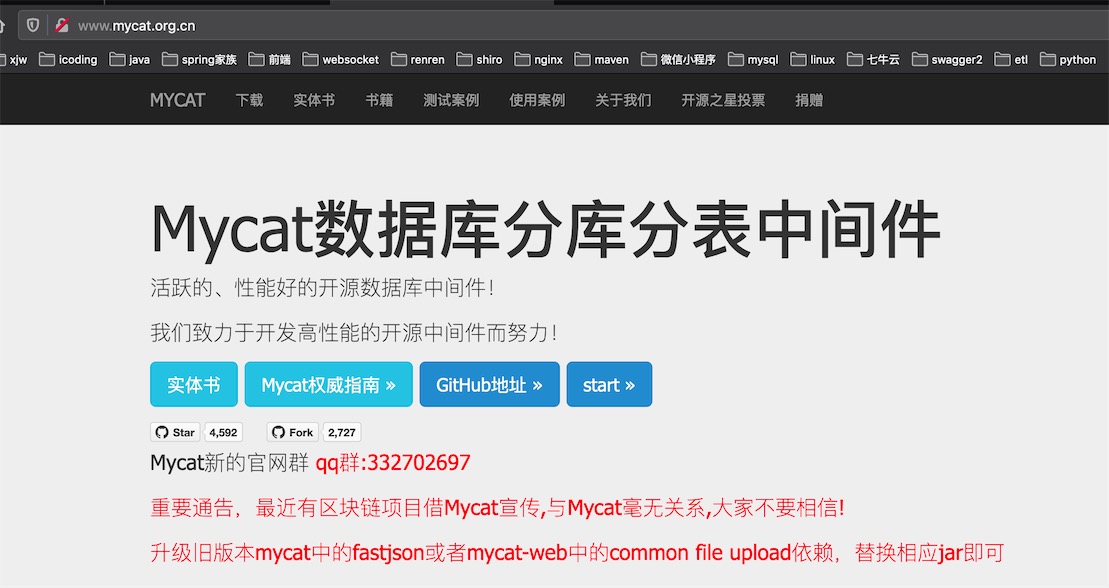 www.mycat.org.cn
xjw icoding java spring家族 前端 websocket renren shiro nginx maven 微信小程序 mysql linux 七牛云 swagger2 etl python
MYCAT 下载 实体书 书籍 测试案例 使用案例 关于我们 开源之星投票 捐赠
Mycat数据库分库分表中间件
活跃的、性能好的开源数据库中间件！
我们致力于开发高性能的开源中间件而努力！
实体书 Mycat权威指南 » GitHub地址 » start »
Star 4,592 Fork 2,727
Mycat新的官网群 qq群:332702697
重要通告，最近有区块链项目借Mycat宣传,与Mycat毫无关系,大家不要相信!
升级旧版本mycat中的fastjson或者mycat-web中的common file upload依赖，替换相应jar即可